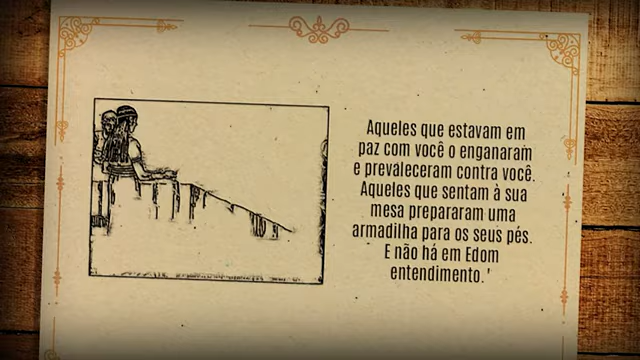 Aqueles que estavam em
paz com você o enganaram
e prevaleceram contra você.
Aqueles que sentam à sua
mesa prepararam uma
armadilha para os seus pés.
E não há em Edom
entendimento.'